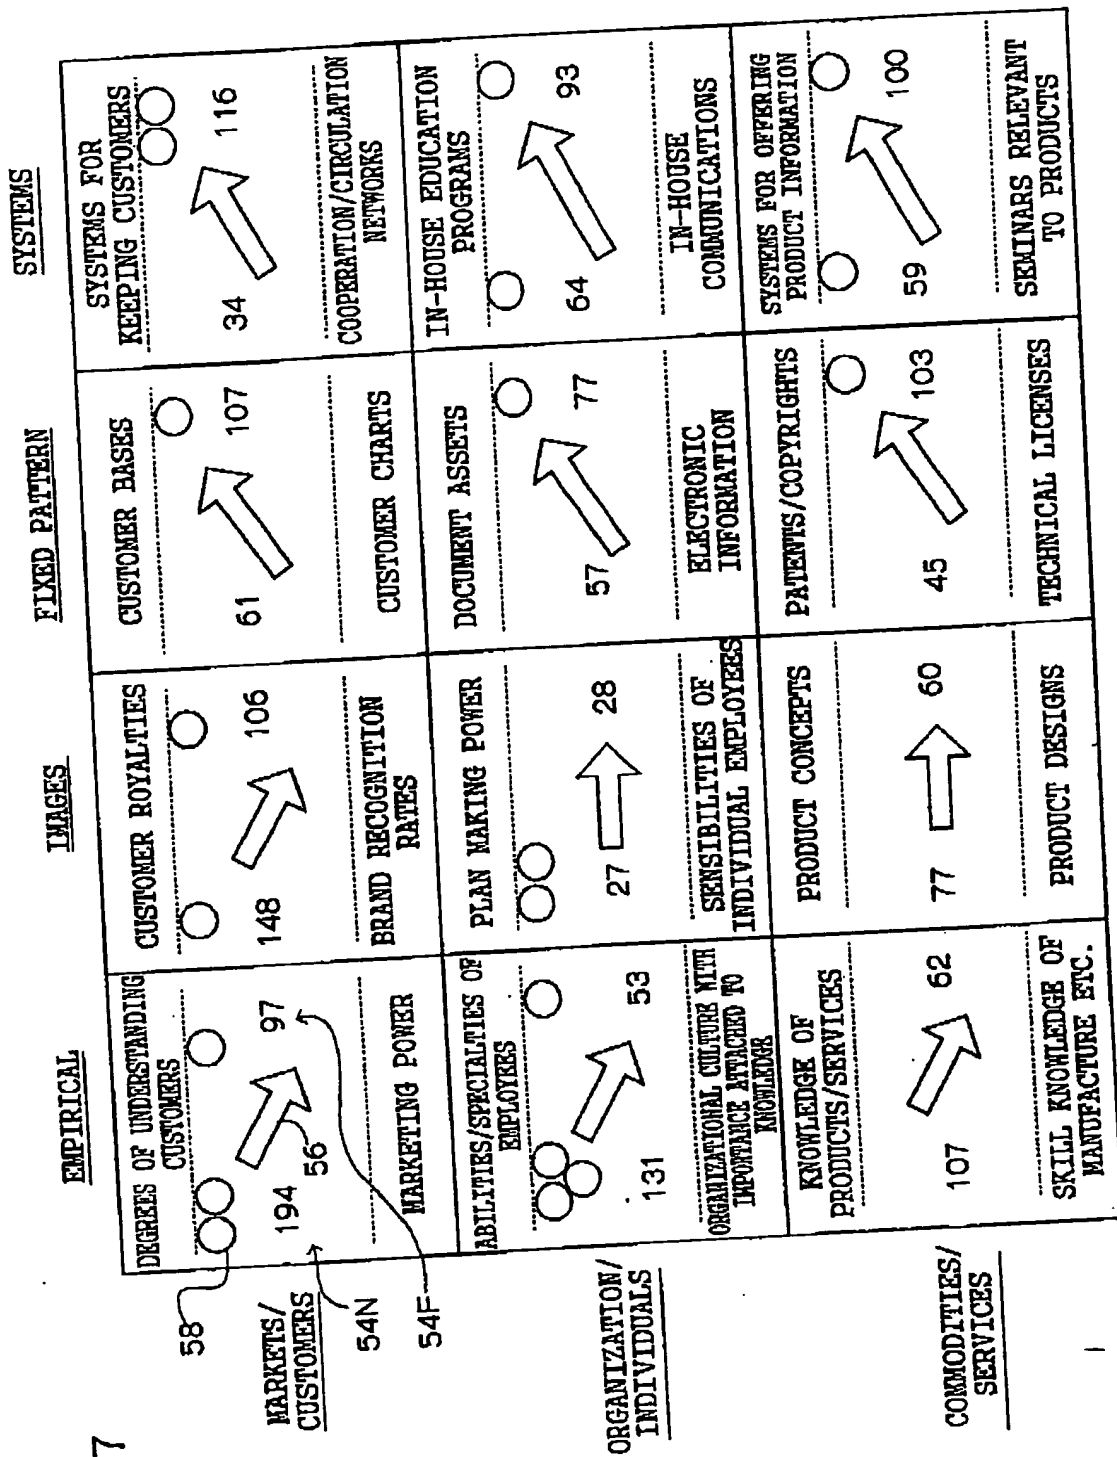 7
EMPIRICAL
IMAGES
FIXED PATTERN
SYSTEMS
MARKETS/
CUSTOMERS
58
54N
54F
DEGREES OF UNDERSTANDING
CUSTOMERS
194
56
97
MARKETING POWER
CUSTOMER ROYALTIES
148
106
BRAND RECOGNITION
RATES
CUSTOMER BASES
61
107
CUSTOMER CHARTS
SYSTEMS FOR
KEEPING CUSTOMERS
34
116
COOPERATION/CIRCULATION
NETWORKS
ORGANIZATION/
INDIVIDUALS
ABILITIES/SPECIALTIES OF
EMPLOYEES
131
53
ORGANIZATIONAL CULTURE WITH
IMPORTANCE ATTACHED TO
KNOWLEDGE
PLAN MAKING POWER
27
28
SENSIBILITIES OF
INDIVIDUAL EMPLOYEES
DOCUMENT ASSETS
57
77
ELECTRONIC
INFORMATION
IN-HOUSE EDUCATION
PROGRAMS
64
93
IN-HOUSE
COMMUNICATIONS
COMMODITIES/
SERVICES
KNOWLEDGE OF
PRODUCTS/SERVICES
107
62
SKILL KNOWLEDGE OF
MANUFACTURE ETC.
PRODUCT CONCEPTS
77
60
PRODUCT DESIGNS
PATENTS/COPYRIGHTS
45
103
TECHNICAL LICENSES
SYSTEMS FOR OFFERING
PRODUCT INFORMATION
59
100
SEMINARS RELEVANT
TO PRODUCTS